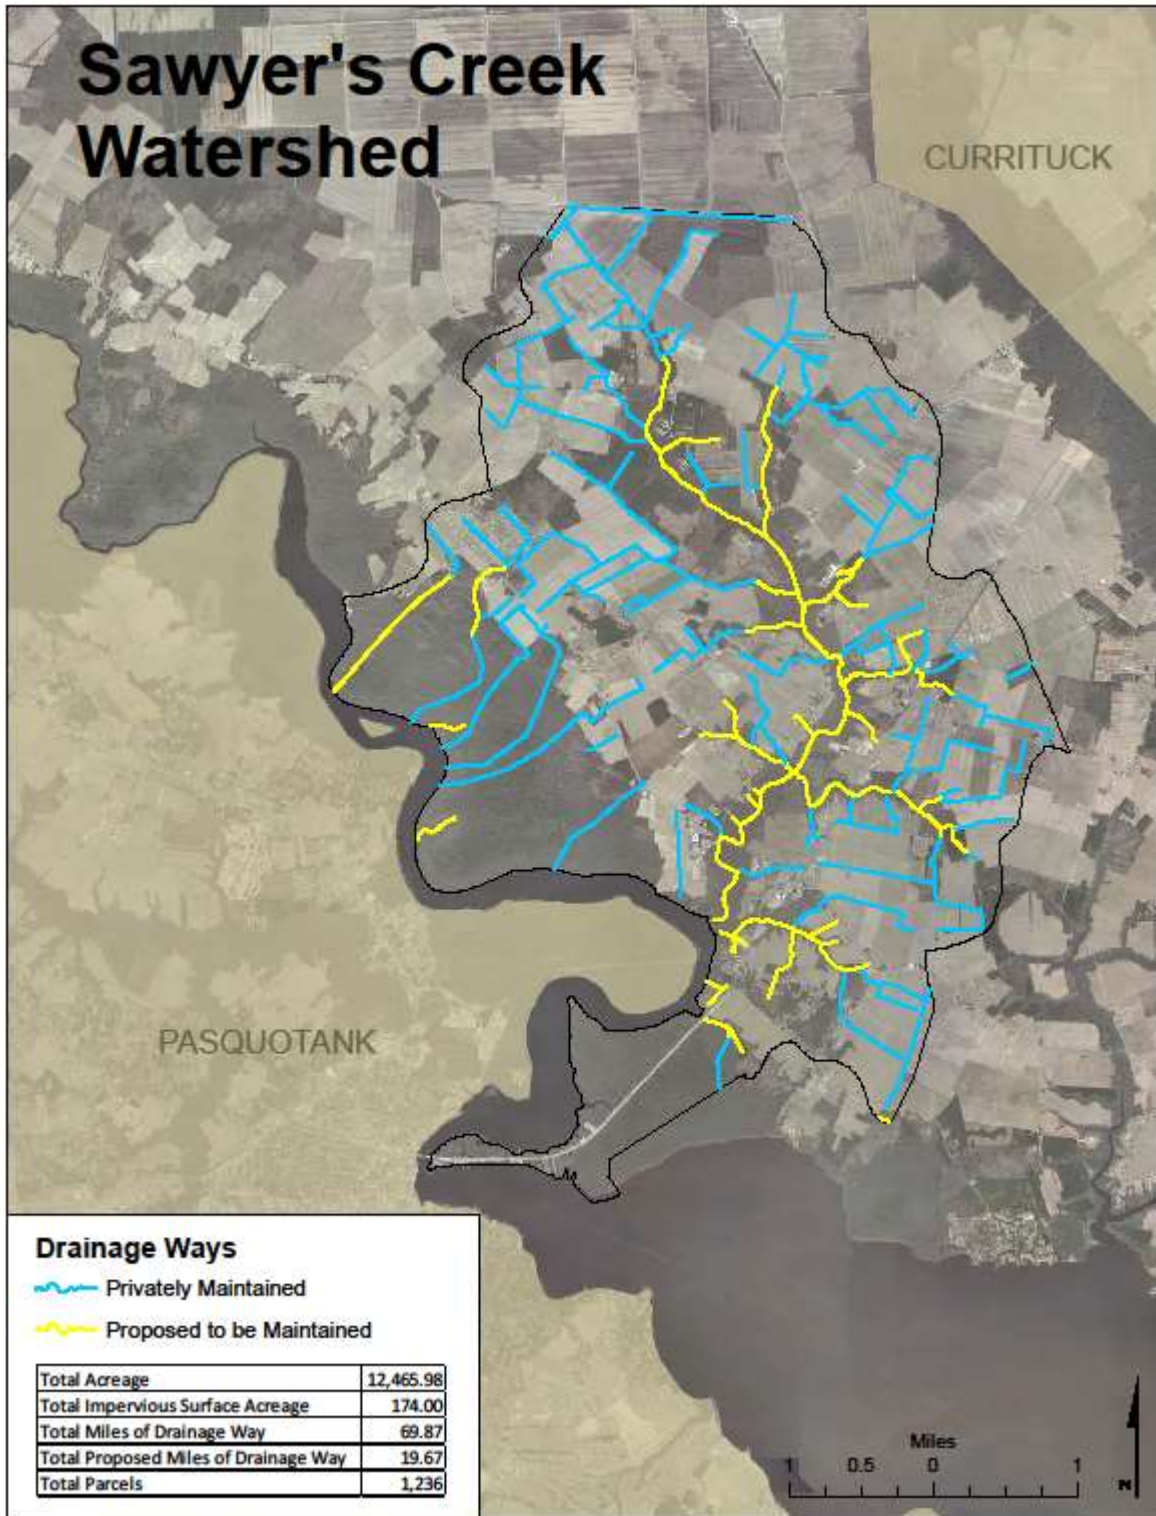 Sawyer's Creek
Watershed
CURRITUCK
PASQUOTANK
Drainage Ways
Privately Maintained
Proposed to be Maintained
Total Acreage 12,465.98
Total Impervious Surface Acreage 174.00
Total Miles of Drainage Way 69.87
Total Proposed Miles of Drainage Way 19.67
Total Parcels 1,236
Miles
1 0.5 0 1
N